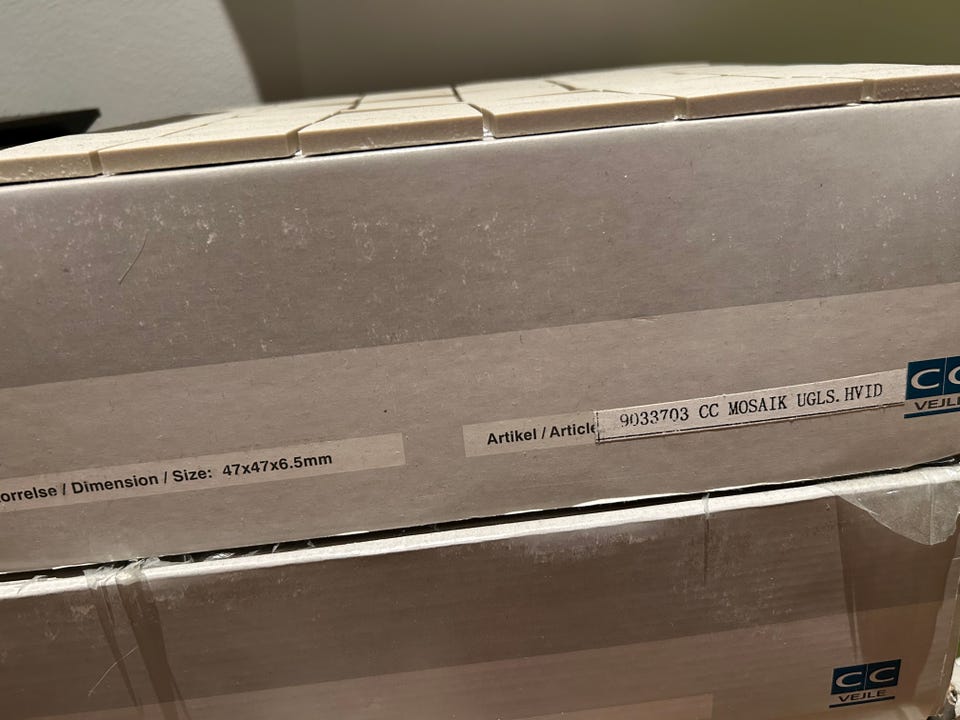 CC
VEJLE
orrelse / Dimension / Size: 47x47x6.5mm
Artikel / Article 9033703 CC MOSAIK UGLS. HVID
CC
VEJLE